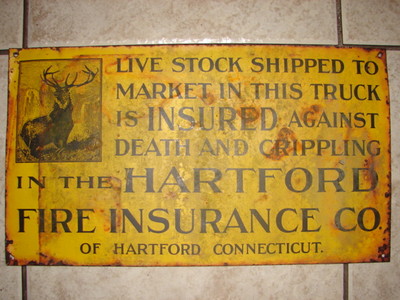 LIVE STOCK SHIPPED TO
MARKET IN THIS TRUCK
IS INSURED AGAINST
DEATH AND CRIPPLING
IN THE HARTFORD
FIRE INSURANCE CO.
OF HARTFORD CONNECTICUT.